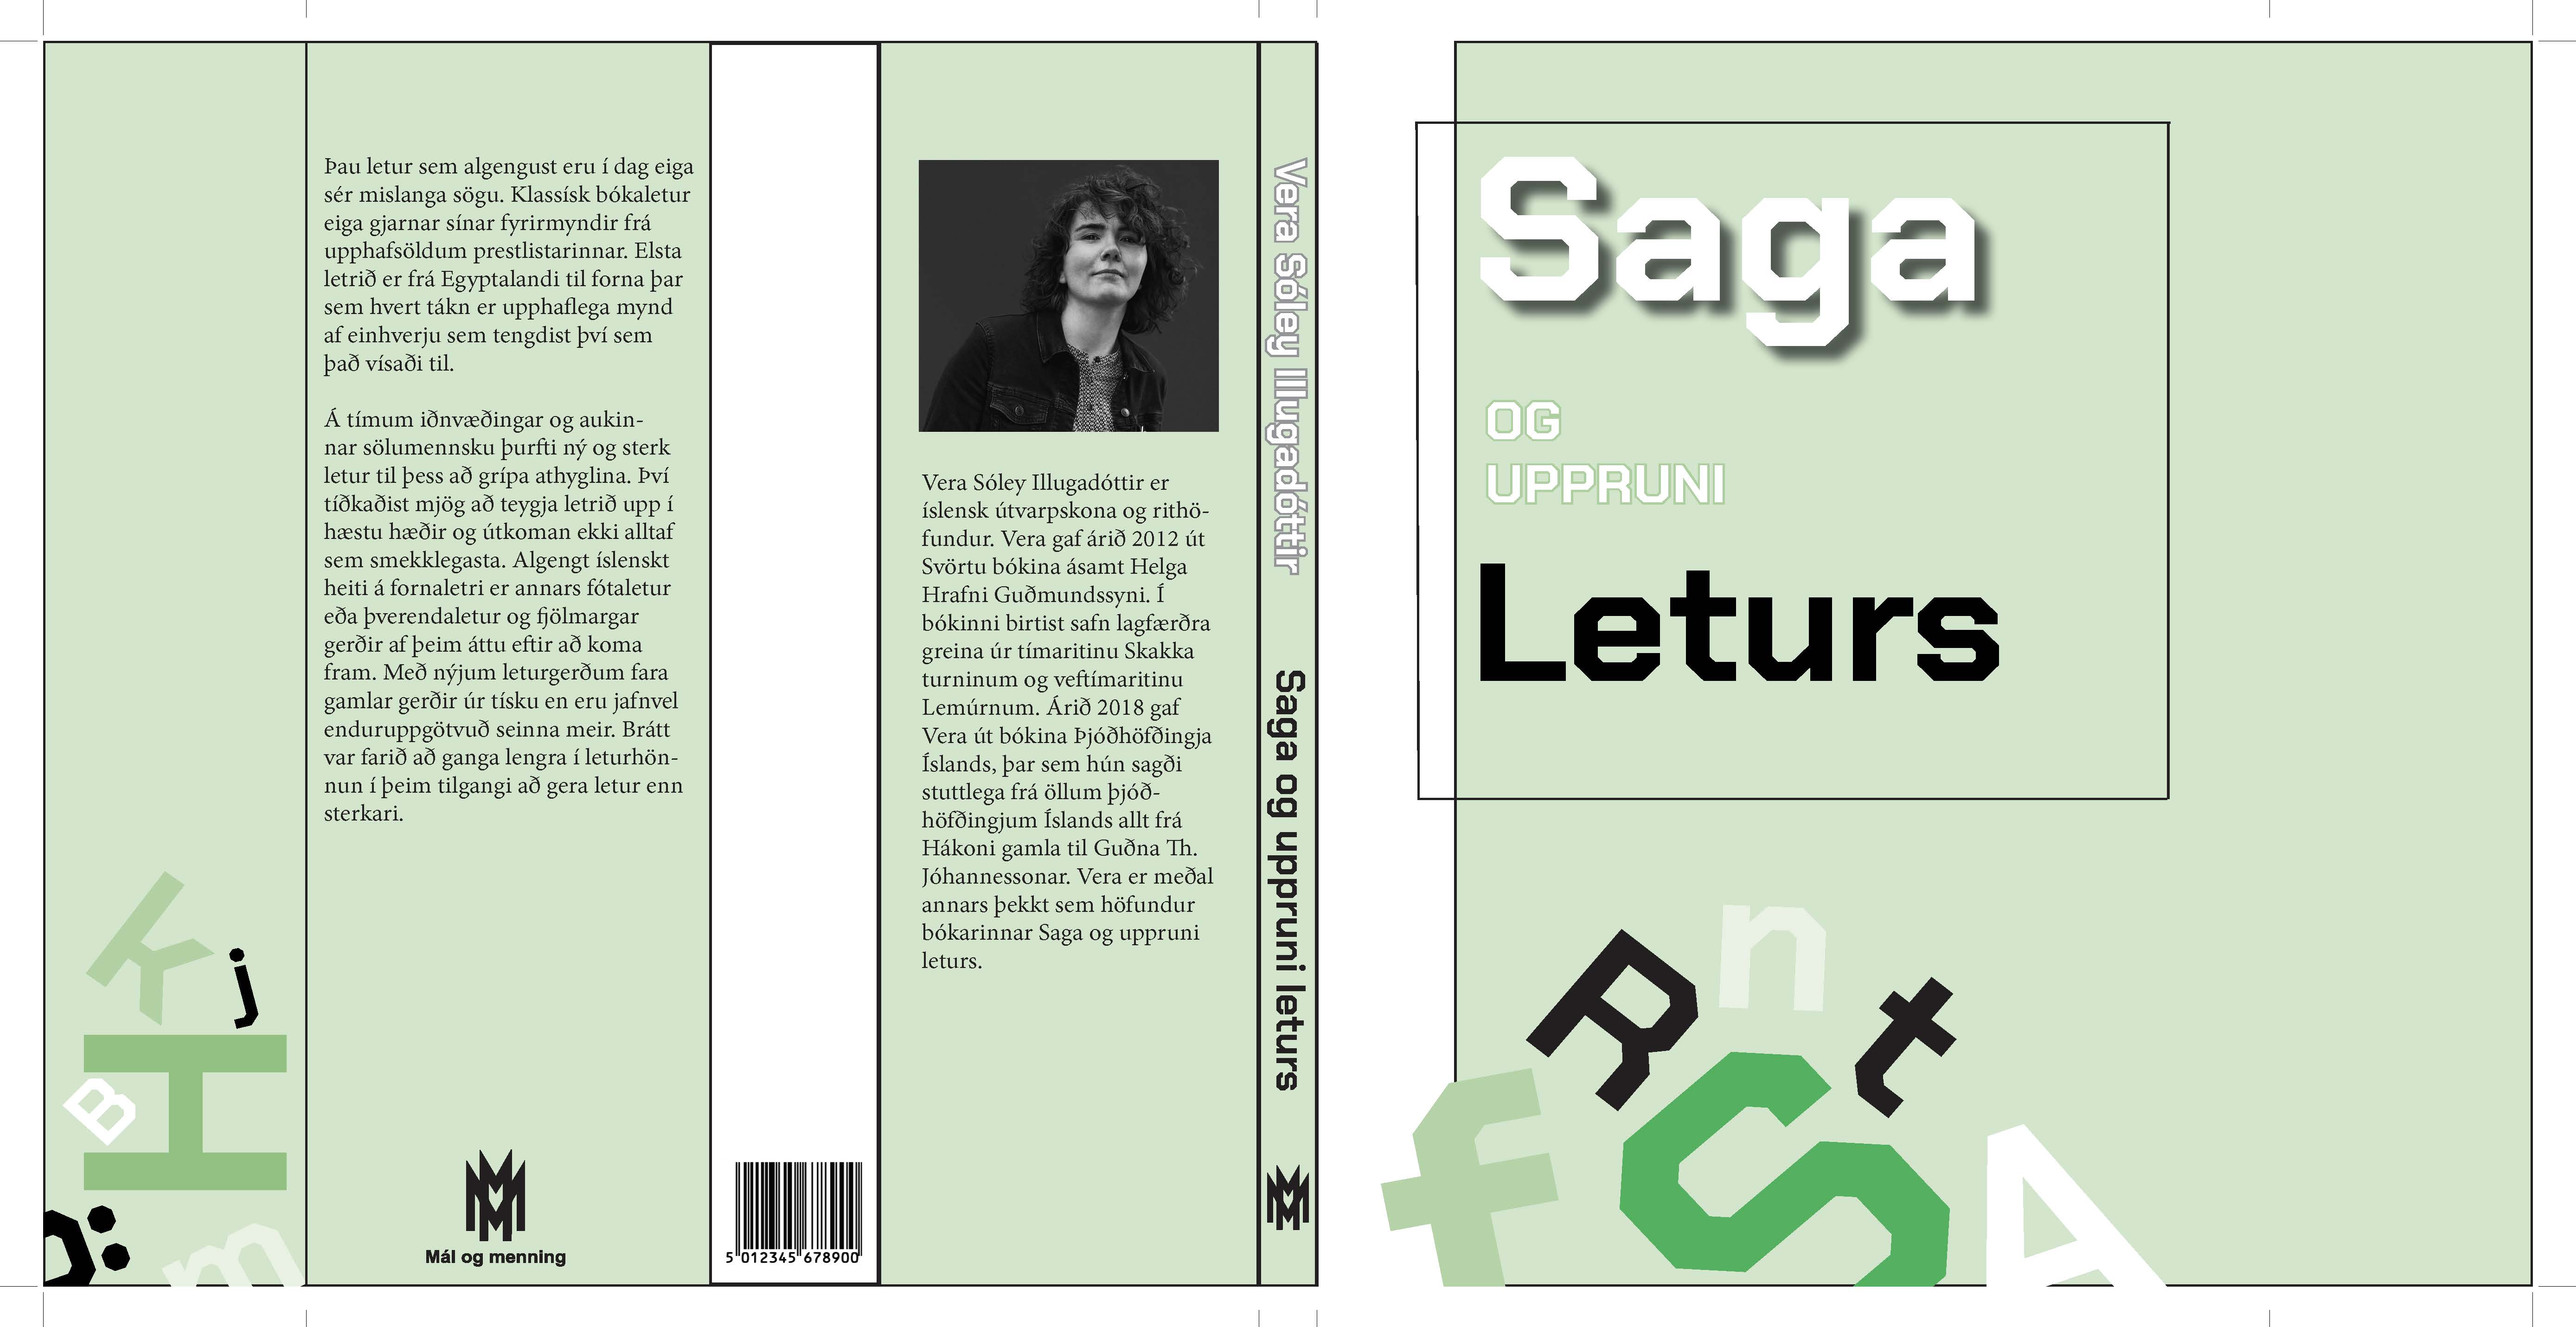 Þau letur sem algengust eru í dag eiga
sér mislanga sögu. Klassísk bókaletur
eiga gjarnar sínar fyrirmyndir frá
upphafsöldum prestlistarinnar. Elsta
letrið er frá Egyptalandi til forna þar
sem hvert tákn er upphaflega mynd
af einhverju sem tengdist því sem
það vísaði til.
Á tímum iðnvæðingar og aukin-
nar sölumennsku þurfti ný og sterk
letur til þess að grípa athyglina. Því
tíðkaðist mjög að teygja letrið upp í
hæstu hæðir og útkoman ekki alltaf
sem smekklegasta. Algengt íslenskt
heiti á fornaletri er annars fótaletur
eða þverendaletur og fjölmargar
gerðir af þeim áttu eftir að koma
fram. Með nýjum leturgerðum fara
gamlar gerðir úr tísku en eru jafnvel
enduruppgötvuð seinna meir. Brátt
var farið að ganga lengra í leturhön-
nun í þeim tilgangi að gera letur enn
sterkari.
K
j
H
B
m
Mál og menning
5 012345 678900
Vera Sóley Illugadóttir er
íslensk útvarpskona og rithö-
fundur. Vera gaf árið 2012 út
Svörtu bókina ásamt Helga
Hrafni Guðmundssyni. Í
bókinni birtist safn lagfærðra
greina úr tímaritinu Skakka
turninum og veftímaritinu
Lemúrnum. Árið 2018 gaf
Vera út bókina Þjóðhöfðingja
Íslands, þar sem hún sagði
stuttlega frá öllum þjóð-
höfðingjum Íslands allt frá
Hákoni gamla til Guðna Th.
Jóhannessonar. Vera er meðal
annars þekkt sem höfundur
bókarinnar Saga og uppruni
leturs.
Vera Sóley Illugadóttir
Saga og uppruni leturs
Saga
OG
UPPRUNI
Leturs
R
n
t
f
S
A